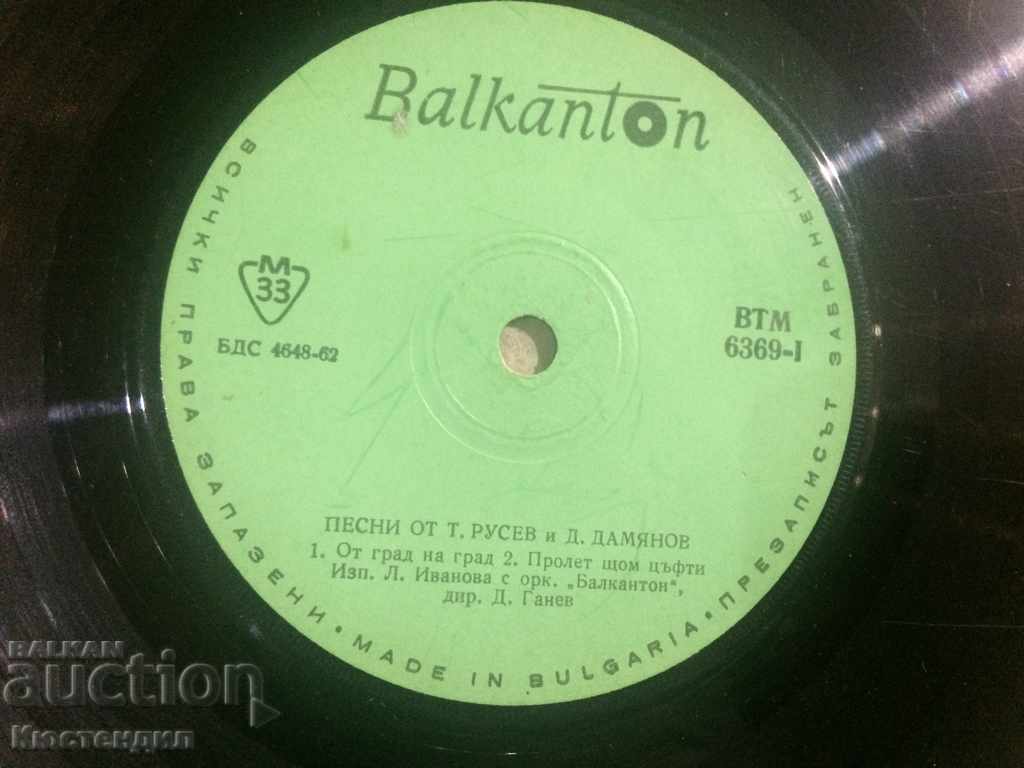 Balkanton
ВСИЧКИ ПРАВА ЗАПАЗЕНИ · MADE IN BULGARIA · ПРЕЗАПИСЪТ ЗАБРАНЕН
М
33
БДС 4648-62
ВТМ
6369-I
ПЕСНИ ОТ Т. РУСЕВ и Д. ДАМЯНОВ
1. От град на град 2. Пролет щом цъфти
Изп. Л. Иванова с орк. „Балкантон“,
дир. Д. Ганев
BALKAN
auction
Кюстендил